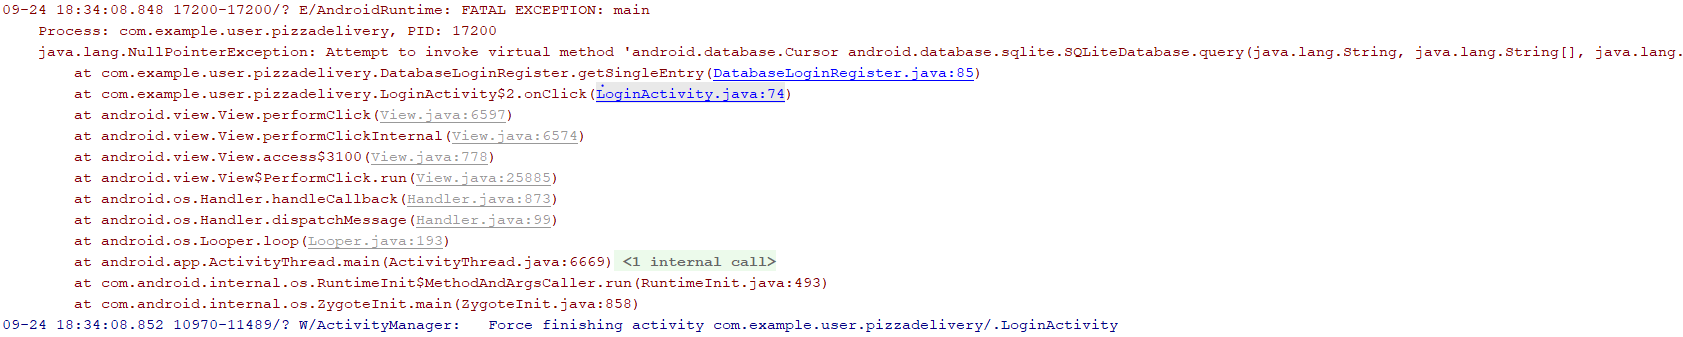 09-24 18:34:08.848 17200-17200/? E/AndroidRuntime: FATAL EXCEPTION: main
Process: com.example.user.pizzadelivery, PID: 17200
java.lang.NullPointerException: Attempt to invoke virtual method 'android.database.Cursor android.database.sqlite.SQLiteDatabase.query(java.lang.String, java.lang.String[], java.lang.
at com.example.user.pizzadelivery.DatabaseLoginRegister.getSingleEntry(DatabaseLoginRegister.java:85)
at com.example.user.pizzadelivery.LoginActivity$2.onClick(LoginActivity.java:74)
at android.view.View.performClick(View.java:6597)
at android.view.View.performClickInternal(View.java:6574)
at android.view.View.access$3100(View.java:778)
at android.view.View$PerformClick.run(View.java:25885)
at android.os.Handler.handleCallback(Handler.java:873)
at android.os.Handler.dispatchMessage(Handler.java:99)
at android.os.Looper.loop(Looper.java:193)
at android.app.ActivityThread.main(ActivityThread.java:6669) <1 internal call>
at com.android.internal.os.RuntimeInit$MethodAndArgsCaller.run(RuntimeInit.java:493)
at com.android.internal.os.ZygoteInit.main(ZygoteInit.java:858)
09-24 18:34:08.852 10970-11489/? W/ActivityManager:   Force finishing activity com.example.user.pizzadelivery/.LoginActivity